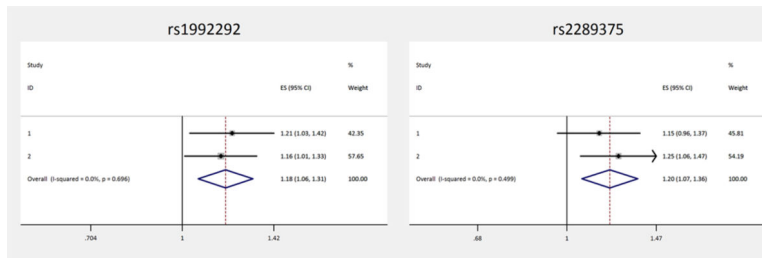 rs1992292
Study %
ID ES (95% CI) Weight
1 1.21 (1.03, 1.42) 42.35
2 1.16 (1.01, 1.33) 57.65
Overall (I-squared = 0.0%, p = 0.696) 1.18 (1.06, 1.31) 100.00
.704 1 1.42
rs2289375
Study %
ID ES (95% CI) Weight
1 1.15 (0.96, 1.37) 45.81
2 1.25 (1.06, 1.47) 54.19
Overall (I-squared = 0.0%, p = 0.499) 1.20 (1.07, 1.36) 100.00
.68 1 1.47